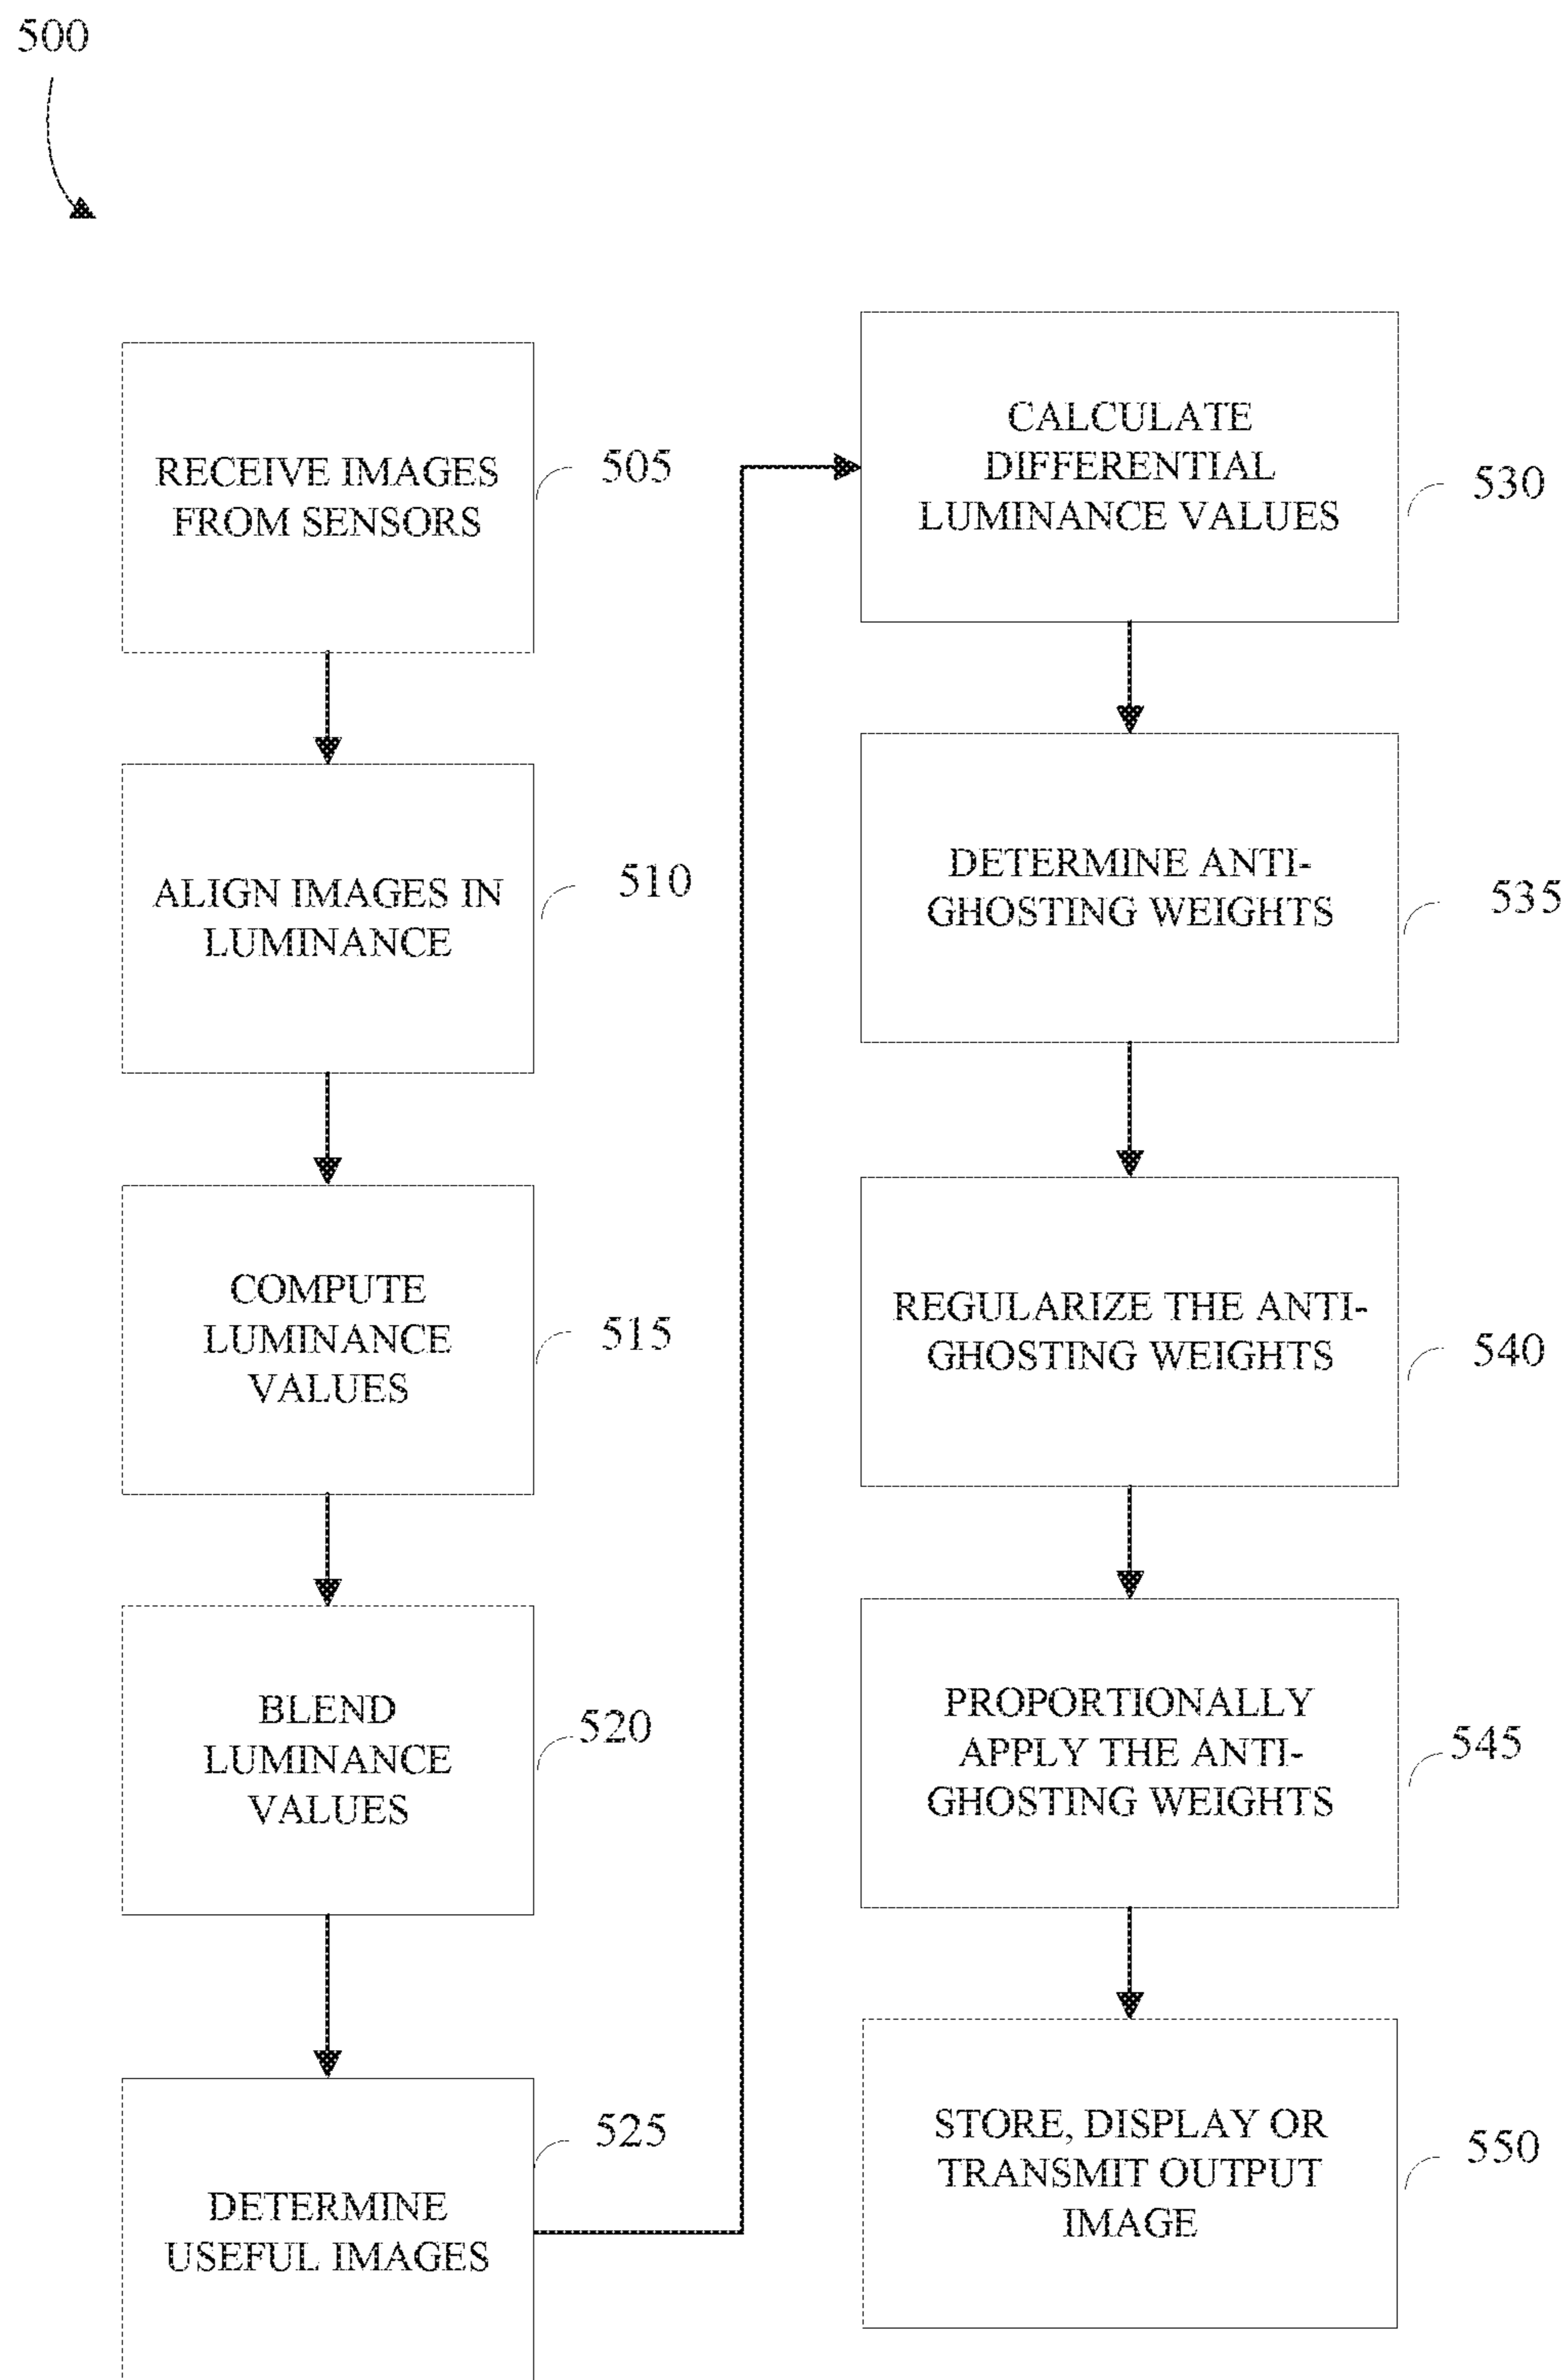 500
RECEIVE IMAGES
FROM SENSORS
505
ALIGN IMAGES IN
LUMINANCE
510
COMPUTE
LUMINANCE
VALUES
515
BLEND
LUMINANCE
VALUES
520
DETERMINE
USEFUL IMAGES
525
CALCULATE
DIFFERENTIAL
LUMINANCE VALUES
530
DETERMINE ANTI-
GHOSTING WEIGHTS
535
REGULARIZE THE ANTI-
GHOSTING WEIGHTS
540
PROPORTIONALLY
APPLY THE ANTI-
GHOSTING WEIGHTS
545
STORE, DISPLAY OR
TRANSMIT OUTPUT
IMAGE
550